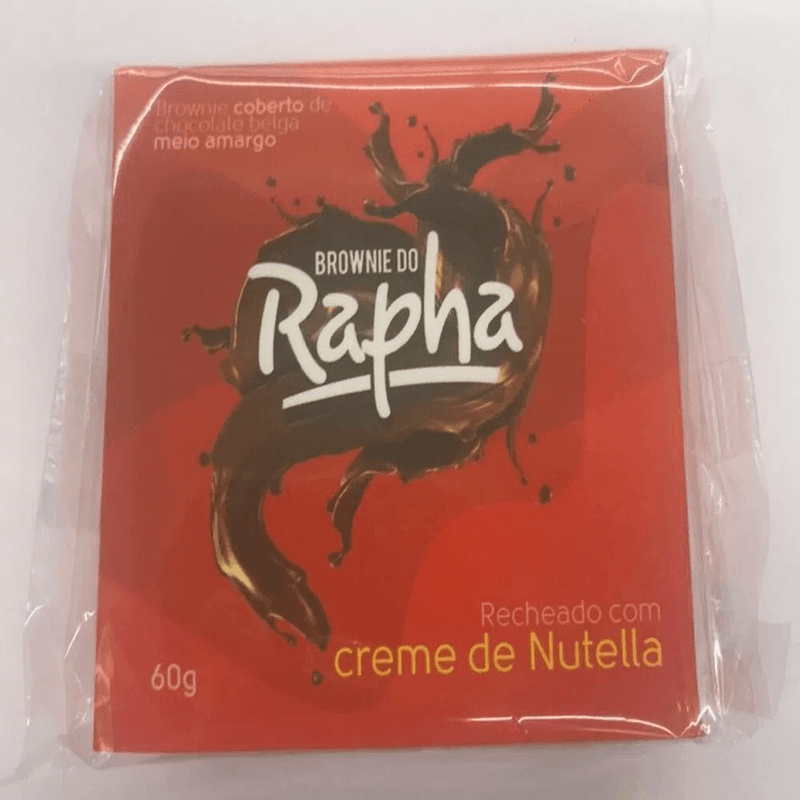 Brownie coberto de
chocolate belga
meio amargo
BROWNIE DO
Rapha
Recheado com
creme de Nutella
60g